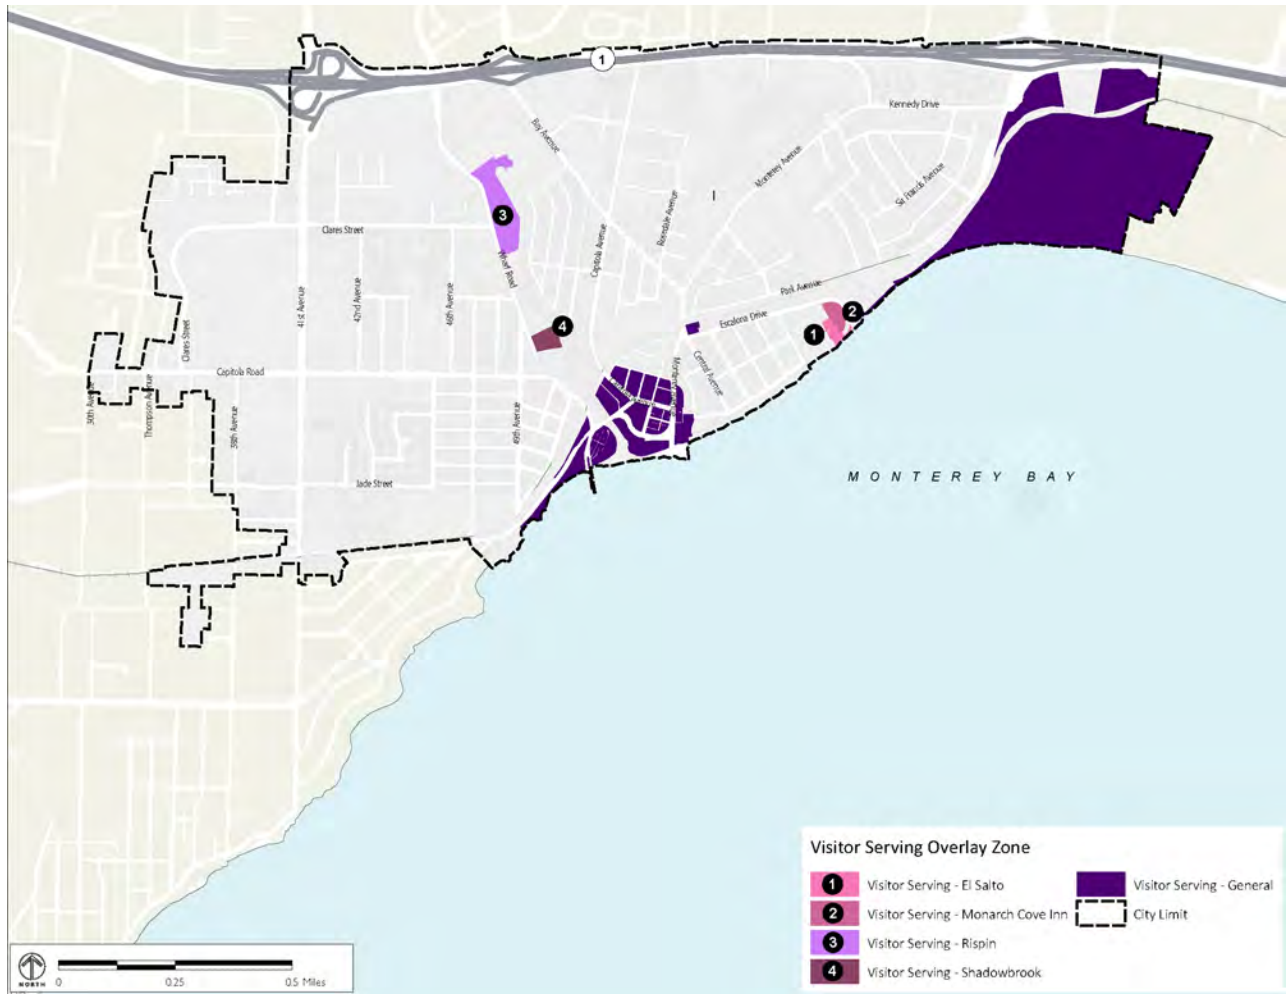 1
Kennedy Drive
Bay Avenue
Monterey Avenue
Sir Francis Avenue
3
Rosedale Avenue
Clares Street
Capitola Avenue
Wharf Road
41st Avenue
42nd Avenue
46th Avenue
Park Avenue
Escalona Drive
1
2
4
Clares Street
Capitola Road
Central Avenue
30th Avenue
Thompson Avenue
38th Avenue
49th Avenue
Jade Street
MONTEREY BAY
Visitor Serving Overlay Zone
1 Visitor Serving - El Salto
2 Visitor Serving - Monarch Cove Inn
3 Visitor Serving - Rispin
4 Visitor Serving - Shadowbrook
Visitor Serving - General
City Limit
NORTH
0 0.25 0.5 Miles